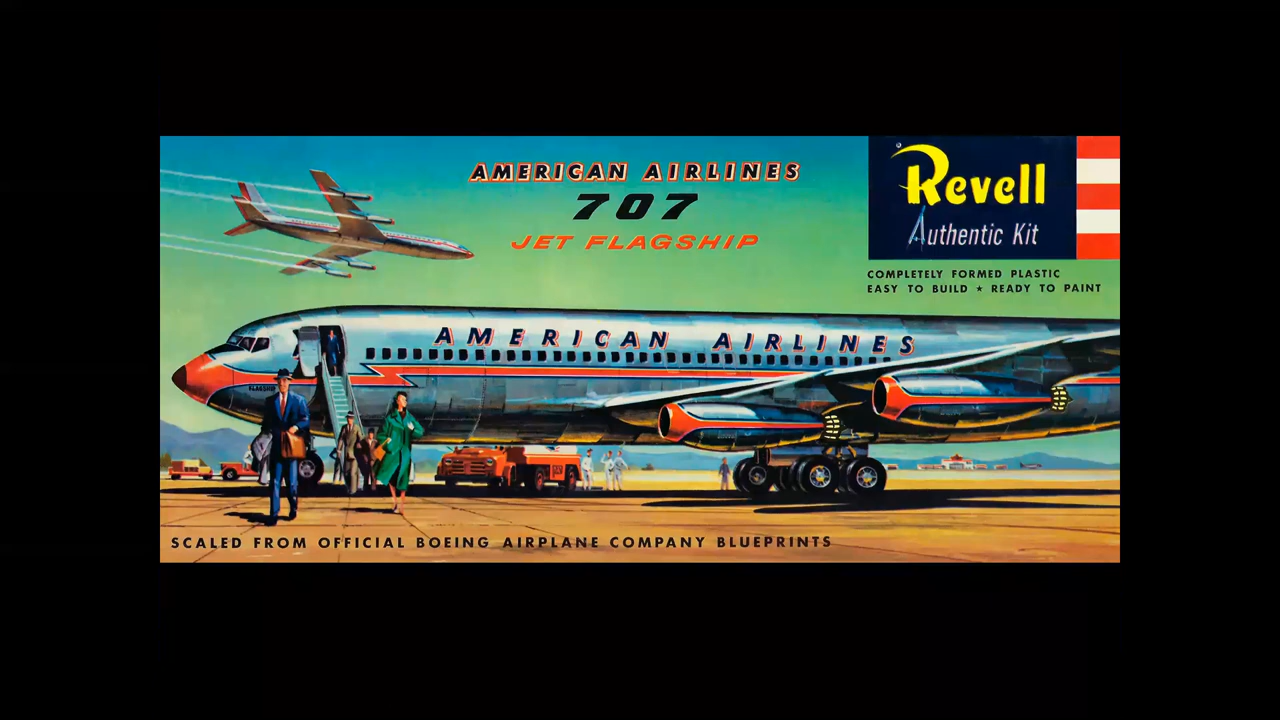 AMERICAN AIRLINES
707
JET FLAGSHIP
Revell
Authentic Kit
COMPLETELY FORMED PLASTIC
EASY TO BUILD ★ READY TO PAINT
AMERICAN AIRLINES
FLAGSHIP
SCALED FROM OFFICIAL BOEING AIRPLANE COMPANY BLUEPRINTS